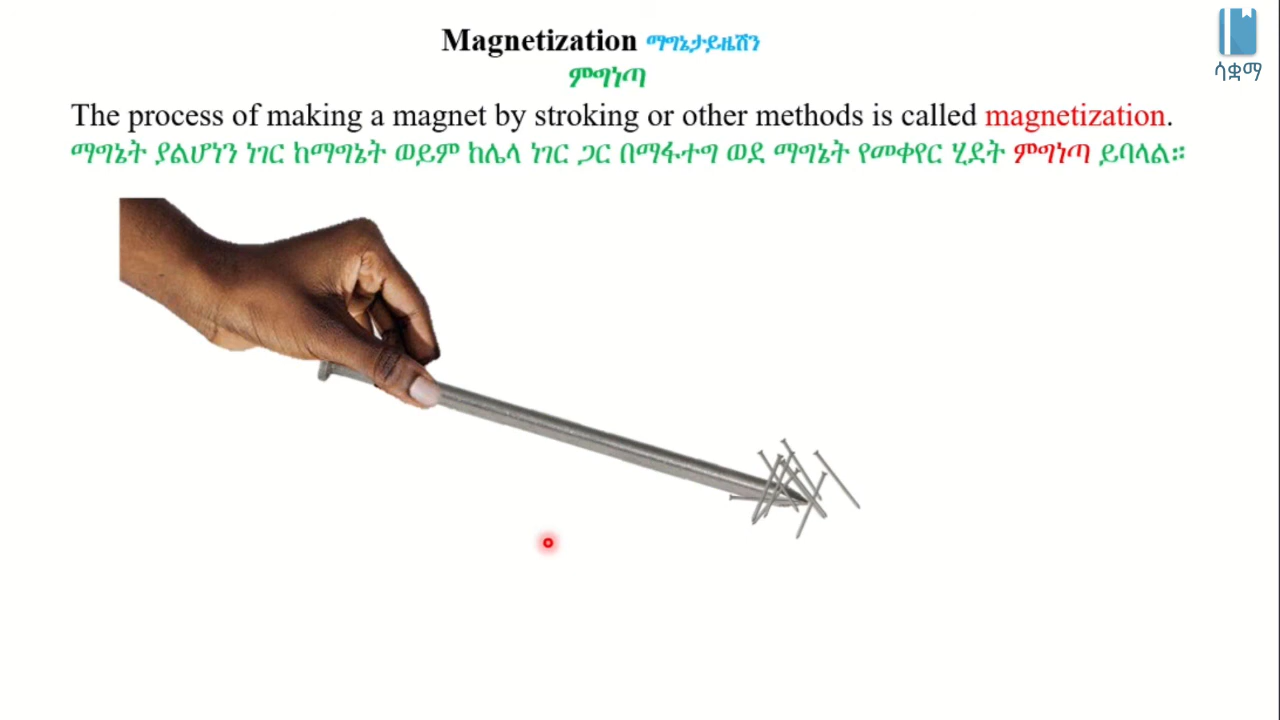 Magnetization ማግኔታይዜሽን
ምግነጣ
The process of making a magnet by stroking or other methods is called magnetization.
ማግኔት ያልሆነን ነገር ከማግኔት ወይም ከሌላ ነገር ጋር በማፋተግ ወደ ማግኔት የመቀየር ሂደት ምግነጣ ይባላል።
ሳቋማ